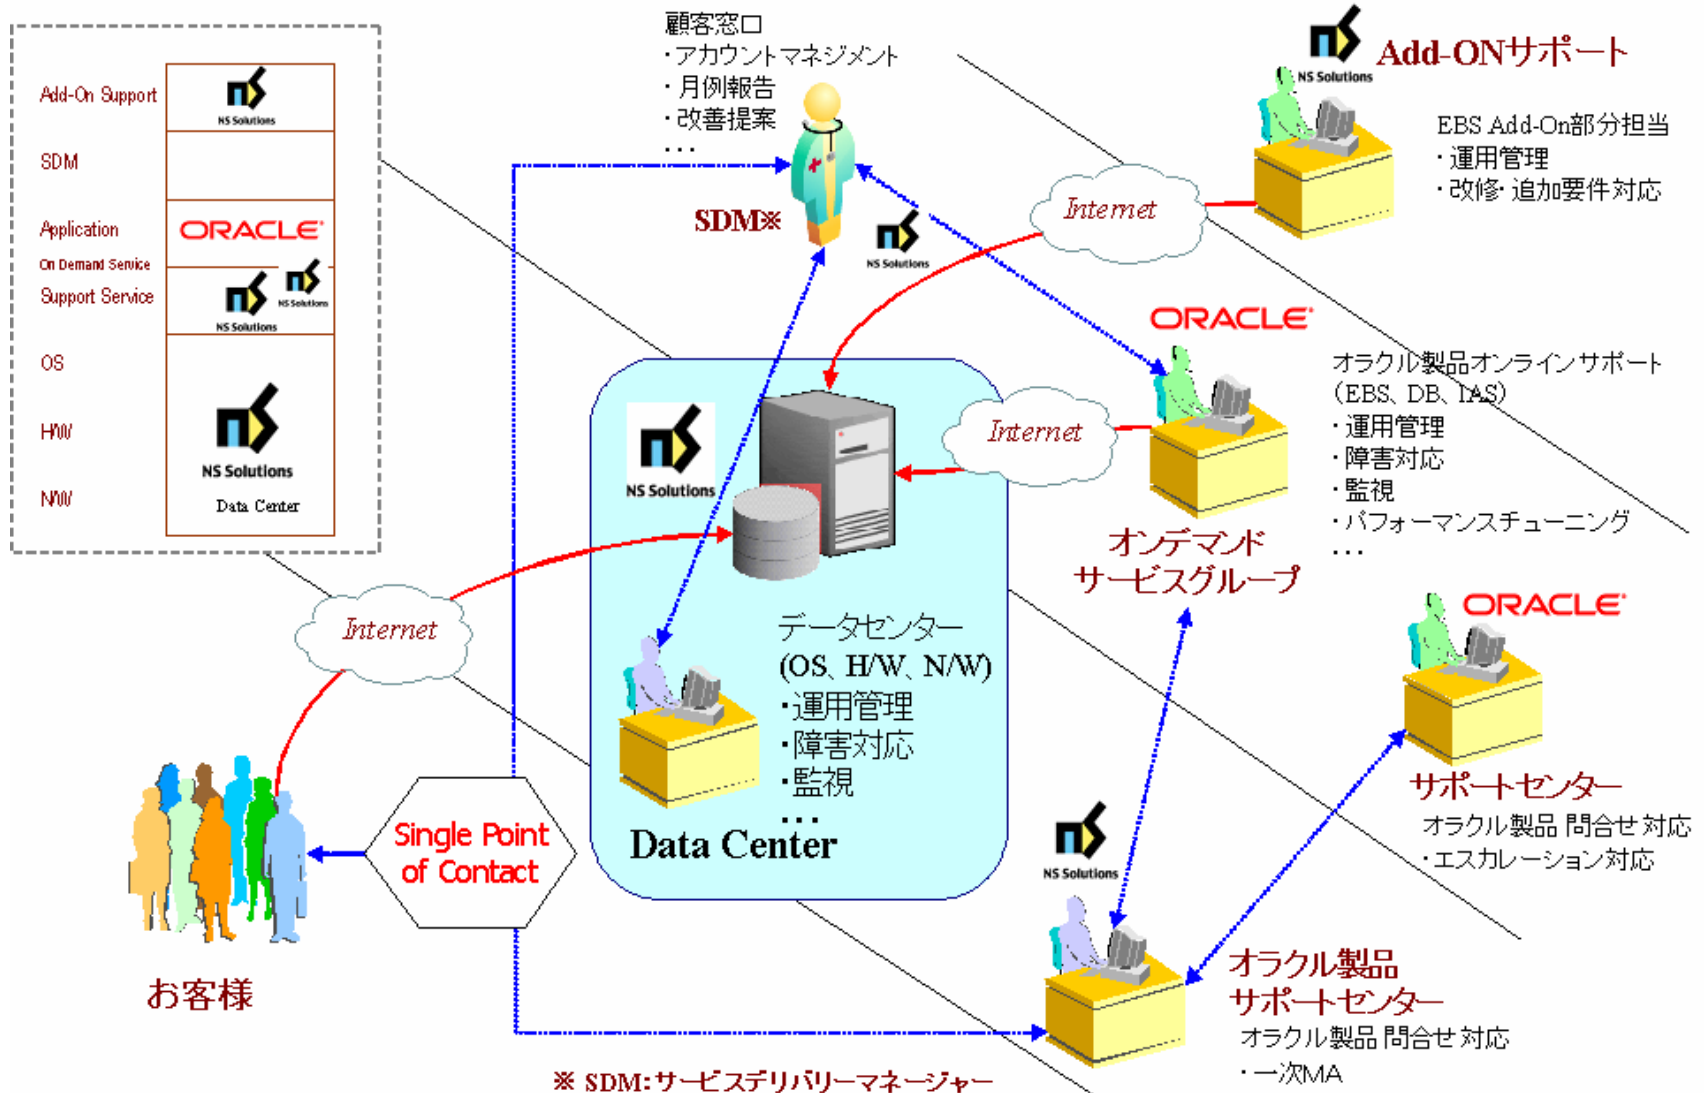 Add-On Support
NS Solutions
SDM
Application
ORACLE®
On Demand Service
Support Service
NS Solutions
NS Solutions
OS
H/W
NS Solutions
N/W
Data Center
顧客窓口
・アカウントマネジメント
・月例報告
・改善提案
・・・
SDM※
NS Solutions
NS Solutions
Add-ONサポート
EBS Add-On部分担当
・運用管理
・改修・追加要件対応
Internet
ORACLE®
オラクル製品オンラインサポート
(EBS、DB、IAS)
・運用管理
・障害対応
・監視
・パフォーマンスチューニング
・・・
オンデマンド
サービスグループ
Internet
NS Solutions
データセンター
(OS、H/W、N/W)
・運用管理
・障害対応
・監視
・・・
Data Center
Internet
お客様
Single Point
of Contact
ORACLE®
サポートセンター
オラクル製品 問合せ 対応
・エスカレーション対応
NS Solutions
オラクル製品
サポートセンター
オラクル製品 問合せ 対応
・一次MA
※ SDM:サービスデリバリーマネージャー